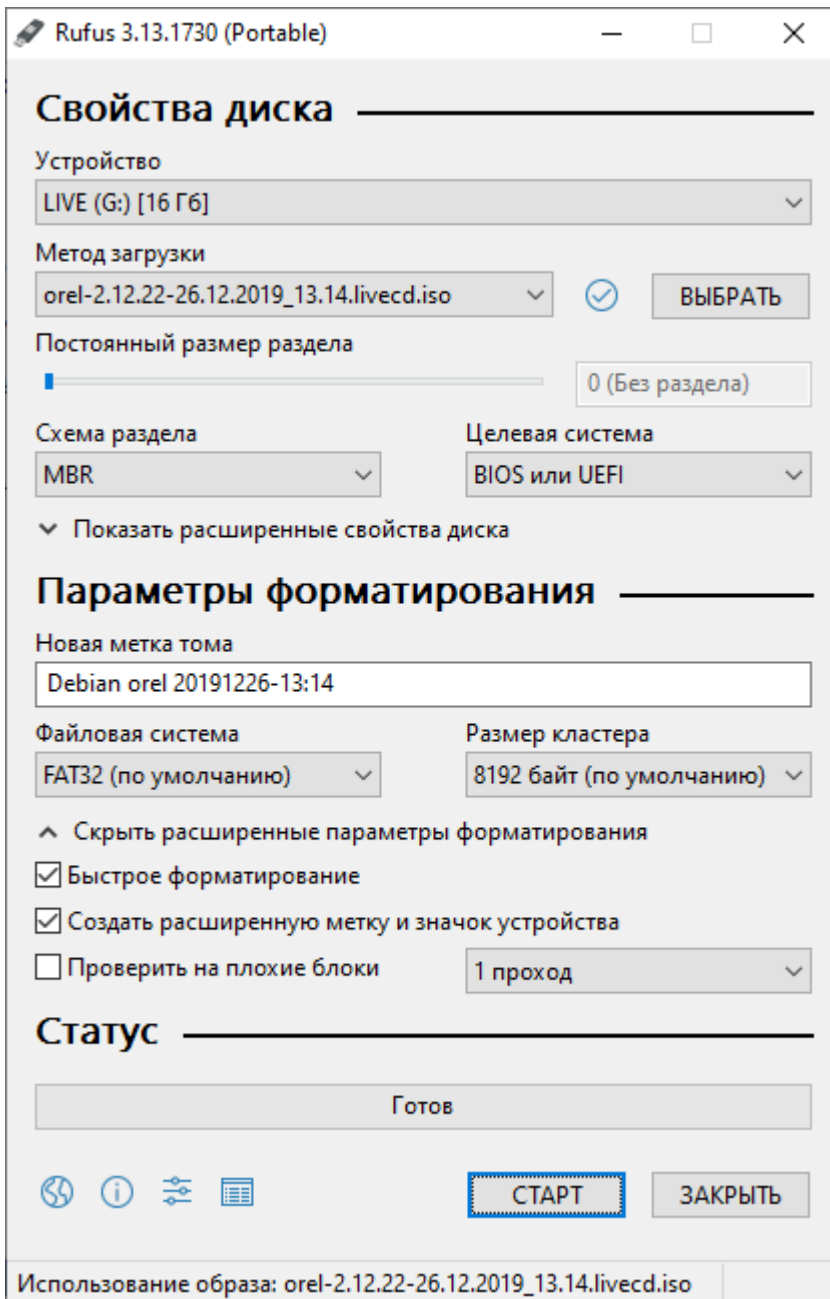 Rufus 3.13.1730 (Portable)
Свойства диска
Устройство
LIVE (G:) [16 Гб]
Метод загрузки
orel-2.12.22-26.12.2019_13.14.livecd.iso
ВЫБРАТЬ
Постоянный размер раздела
0 (Без раздела)
Схема раздела
Целевая система
MBR
BIOS или UEFI
Показать расширенные свойства диска
Параметры форматирования
Новая метка тома
Debian orel 20191226-13:14
Файловая система
Размер кластера
FAT32 (по умолчанию)
8192 байт (по умолчанию)
Скрыть расширенные параметры форматирования
Быстрое форматирование
Создать расширенную метку и значок устройства
Проверить на плохие блоки
1 проход
Статус
Готов
СТАРТ
ЗАКРЫТЬ
Использование образа: orel-2.12.22-26.12.2019_13.14.livecd.iso